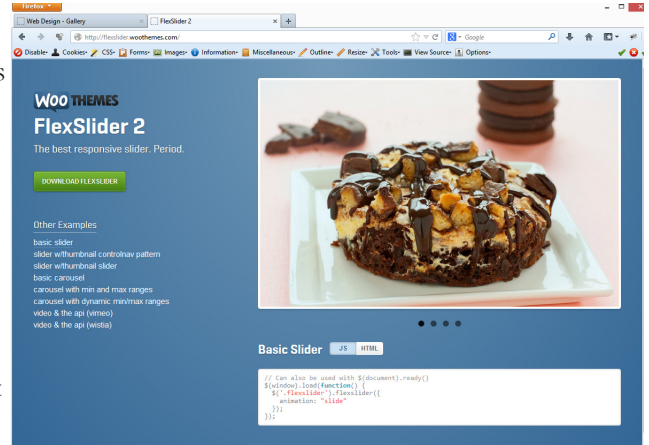 Firefox
Web Design - Gallery × FlexSlider 2 × +
http://flexslider.woothemes.com/ Google
Disable Cookies CSS Forms Images Information Miscellaneous Outline Resize Tools View Source Options
s
WOO THEMES
FlexSlider 2
The best responsive slider. Period.
DOWNLOAD FLEXSLIDER
Other Examples
basic slider
slider w/thumbnail controlnav pattern
slider w/thumbnail slider
basic carousel
carousel with min and max ranges
carousel with dynamic min/max ranges
video & the api (vimeo)
video & the api (wistia)
Basic Slider JS HTML
// Can also be used with $(document).ready()
$(window).load(function() {
$('.flexslider').flexslider({
animation: "slide"
});
});